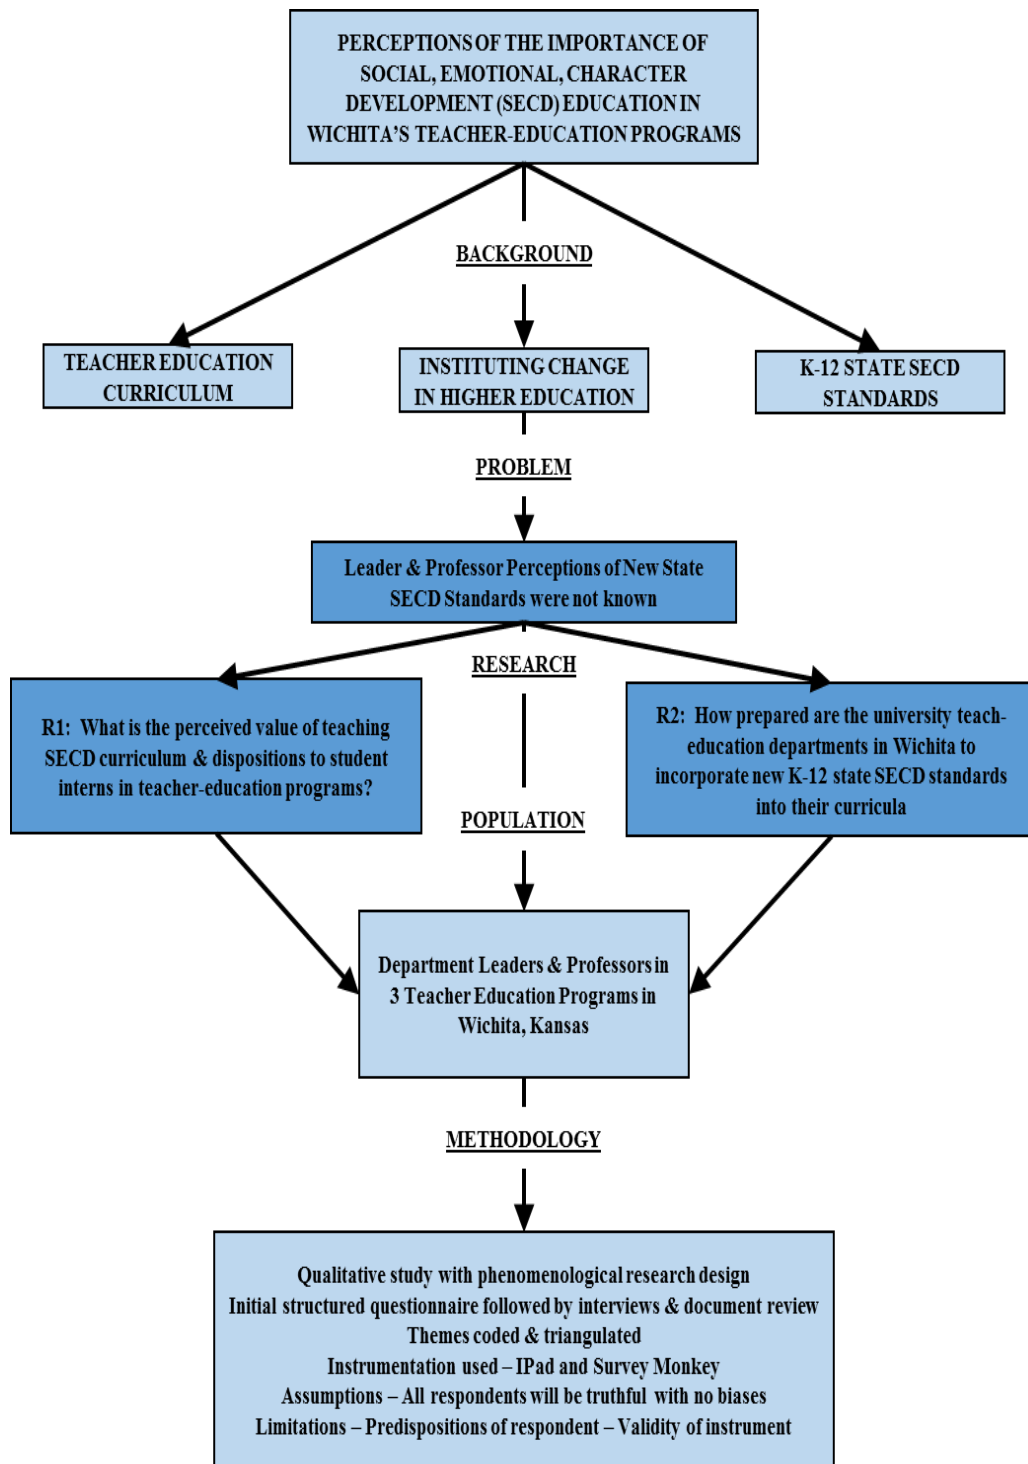 PERCEPTIONS OF THE IMPORTANCE OF
SOCIAL, EMOTIONAL, CHARACTER
DEVELOPMENT (SECD) EDUCATION IN
WICHITA'S TEACHER-EDUCATION PROGRAMS
BACKGROUND
TEACHER EDUCATION
CURRICULUM
INSTITUTING CHANGE
IN HIGHER EDUCATION
K-12 STATE SECD
STANDARDS
PROBLEM
Leader & Professor Perceptions of New State
SECD Standards were not known
RESEARCH
R1: What is the perceived value of teaching
SECD curriculum & dispositions to student
interns in teacher-education programs?
R2: How prepared are the university teach-
education departments in Wichita to
incorporate new K-12 state SECD standards
into their curricula
POPULATION
Department Leaders & Professors in
3 Teacher Education Programs in
Wichita, Kansas
METHODOLOGY
Qualitative study with phenomenological research design
Initial structured questionnaire followed by interviews & document review
Themes coded & triangulated
Instrumentation used – IPad and Survey Monkey
Assumptions – All respondents will be truthful with no biases
Limitations – Predispositions of respondent – Validity of instrument